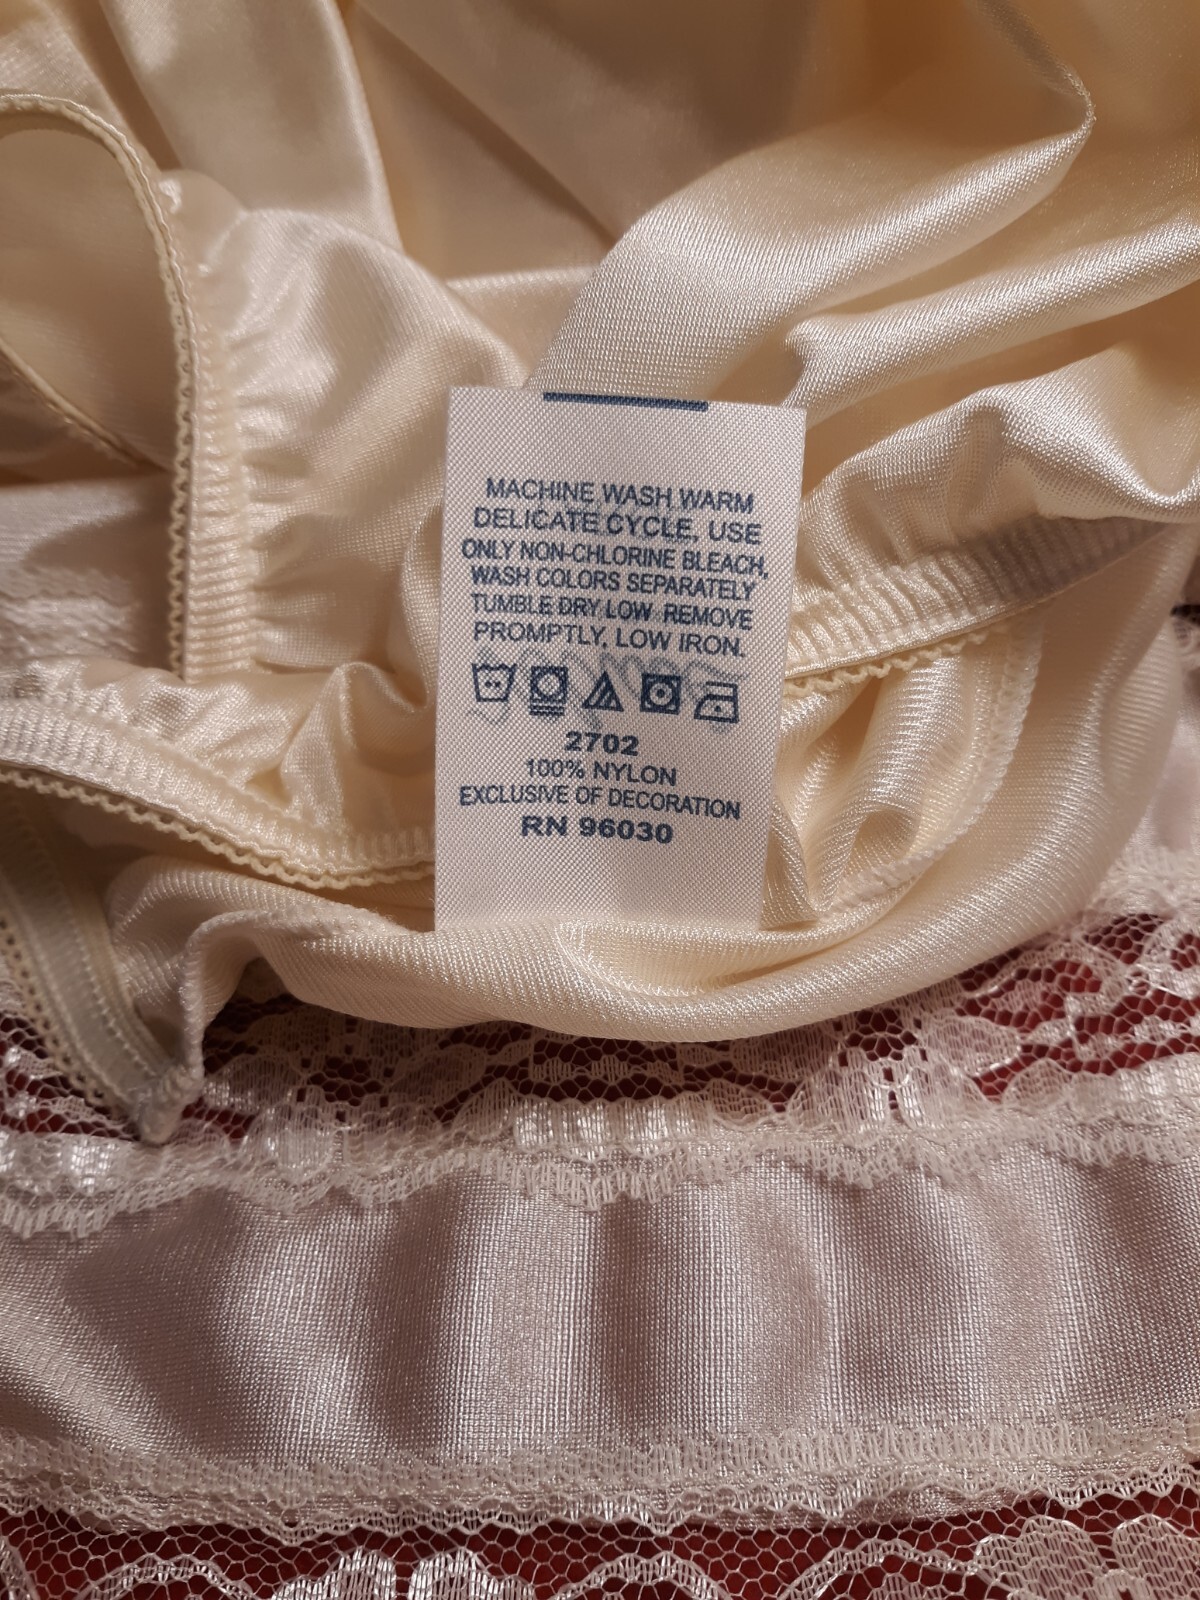 MACHINE WASH WARM
DELICATE CYCLE, USE
ONLY NON-CHLORINE BLEACH,
WASH COLORS SEPARATELY
TUMBLE DRY LOW REMOVE
PROMPTLY, LOW IRON.
2702
100% NYLON
EXCLUSIVE OF DECORATION
RN 96030